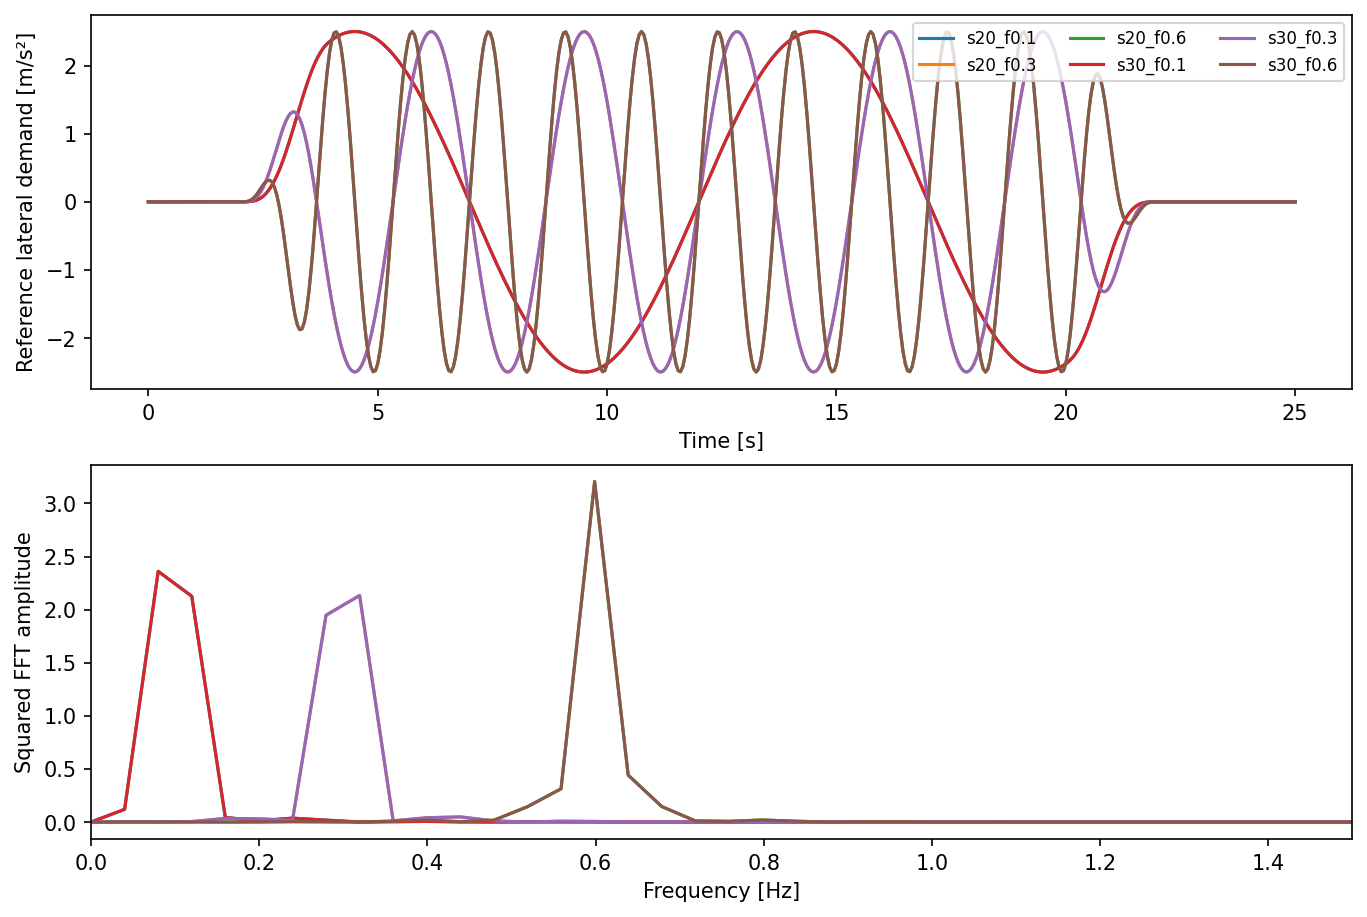 Reference lateral demand [m/s²]
2
1
0
−1
−2
s20_f0.1 s20_f0.6 s30_f0.3
s20_f0.3 s30_f0.1 s30_f0.6
0 5 10 15 20 25
Time [s]
Squared FFT amplitude
3.0
2.5
2.0
1.5
1.0
0.5
0.0
0.0 0.2 0.4 0.6 0.8 1.0 1.2 1.4
Frequency [Hz]